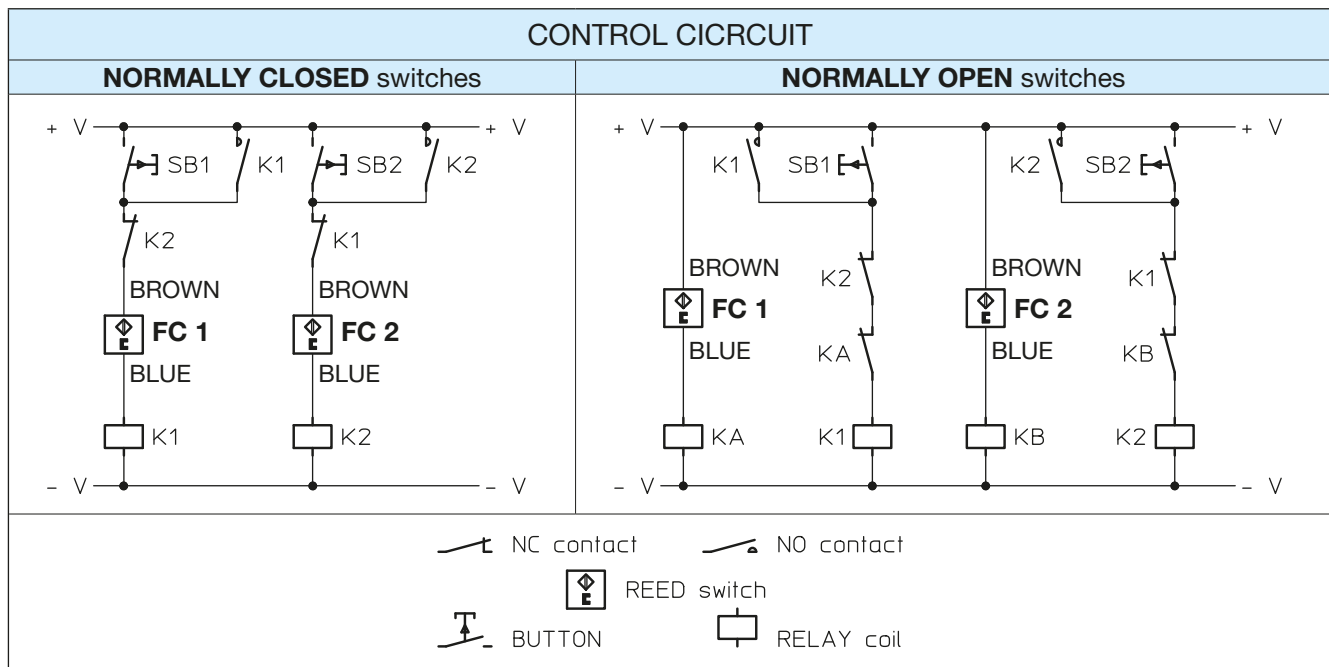 CONTROL CICRCUIT
NORMALLY CLOSED switches
NORMALLY OPEN switches
+ V
+ V
SB1
K1
SB2
K2
K2
K1
BROWN
BROWN
FC 1
FC 2
BLUE
BLUE
K1
K2
- V
- V
+ V
+ V
K1
SB1
K2
SB2
BROWN
K2
BROWN
K1
FC 1
FC 2
BLUE
KA
BLUE
KB
KA
K1
KB
K2
- V
- V
NC contact
NO contact
REED switch
BUTTON
RELAY coil